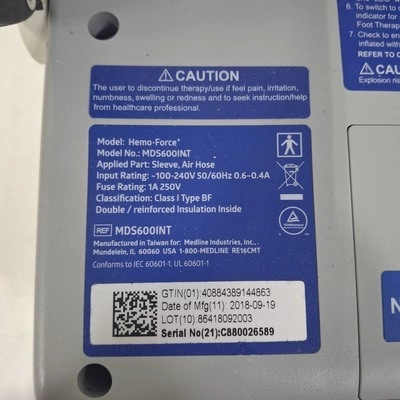 6. To switch to
indicator for
Foot Therap
7. Check to en
inflated with
REFER TO
CAU
Explosion ris
CAUTION
The user to discontinue therapy/use if feel pain, irritation,
numbness, swelling or redness and to seek instruction/help
from healthcare professional.
Model: Hemo-Force®
Model No.: MDS600INT
Applied Part: Sleeve, Air Hose
Input Rating: ~100-240V 50/60Hz 0.6-0.4A
Fuse Rating: 1A 250V
Classification: Class I Type BF
Double / reinforced Insulation Inside
REF MDS600INT
Manufactured in Taiwan for: Medline Industries, Inc.,
Mundelein, IL 60060 USA 1-800-MEDLINE RE16CMT
Conforms to IEC 60601-1, UL 60601-1
GTIN(01):40884389144863
Date of Mfg(11): 2018-09-19
LOT(10): 86418092003
Serial No(21):C880026589
N